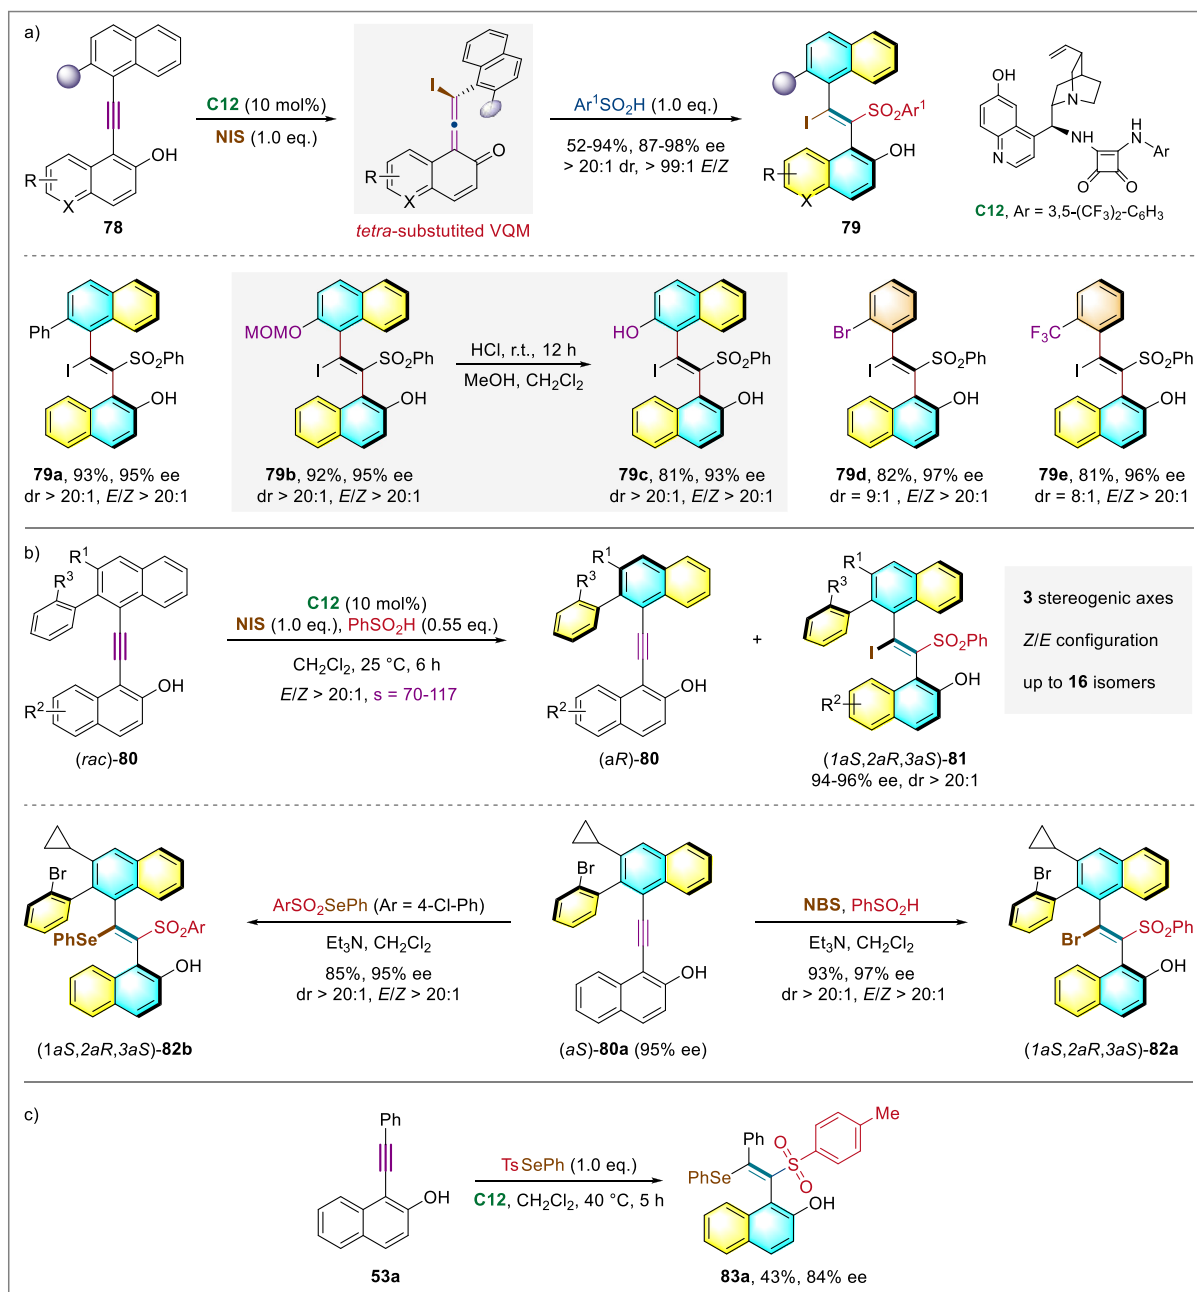 a)
C12 (10 mol%)
NIS (1.0 eq.)
OH
R
X
78
I
O
R
X
tetra-substutited VQM
Ar¹SO₂H (1.0 eq.)
52-94%, 87-98% ee
> 20:1 dr, > 99:1 E/Z
I
SO₂Ar¹
OH
R
X
79
OH
N
N
NH
H
N
Ar
O
O
C12, Ar = 3,5-(CF₃)₂-C₆H₃
Ph
I
SO₂Ph
OH
79a, 93%, 95% ee
dr > 20:1, E/Z > 20:1
MOMO
I
SO₂Ph
OH
79b, 92%, 95% ee
dr > 20:1, E/Z > 20:1
HCl, r.t., 12 h
MeOH, CH₂Cl₂
HO
I
SO₂Ph
OH
79c, 81%, 93% ee
dr > 20:1, E/Z > 20:1
Br
I
SO₂Ph
OH
79d, 82%, 97% ee
dr = 9:1 , E/Z > 20:1
F₃C
I
SO₂Ph
OH
79e, 81%, 96% ee
dr = 8:1, E/Z > 20:1
b)
R¹
R³
OH
R²
(rac)-80
C12 (10 mol%)
NIS (1.0 eq.), PhSO₂H (0.55 eq.)
CH₂Cl₂, 25 °C, 6 h
E/Z > 20:1, s = 70-117
R¹
R³
OH
R²
(aR)-80
+
R¹
R³
I
SO₂Ph
OH
R²
(1aS,2aR,3aS)-81
94-96% ee, dr > 20:1
3 stereogenic axes
Z/E configuration
up to 16 isomers
Br
PhSe
SO₂Ar
OH
(1aS,2aR,3aS)-82b
ArSO₂SePh (Ar = 4-Cl-Ph)
Et₃N, CH₂Cl₂
85%, 95% ee
dr > 20:1, E/Z > 20:1
Br
OH
(aS)-80a (95% ee)
NBS, PhSO₂H
Et₃N, CH₂Cl₂
93%, 97% ee
dr > 20:1, E/Z > 20:1
Br
Br
SO₂Ph
OH
(1aS,2aR,3aS)-82a
c)
Ph
OH
53a
TsSePh (1.0 eq.)
C12, CH₂Cl₂, 40 °C, 5 h
Me
Ph
O
S
O
PhSe
OH
83a, 43%, 84% ee